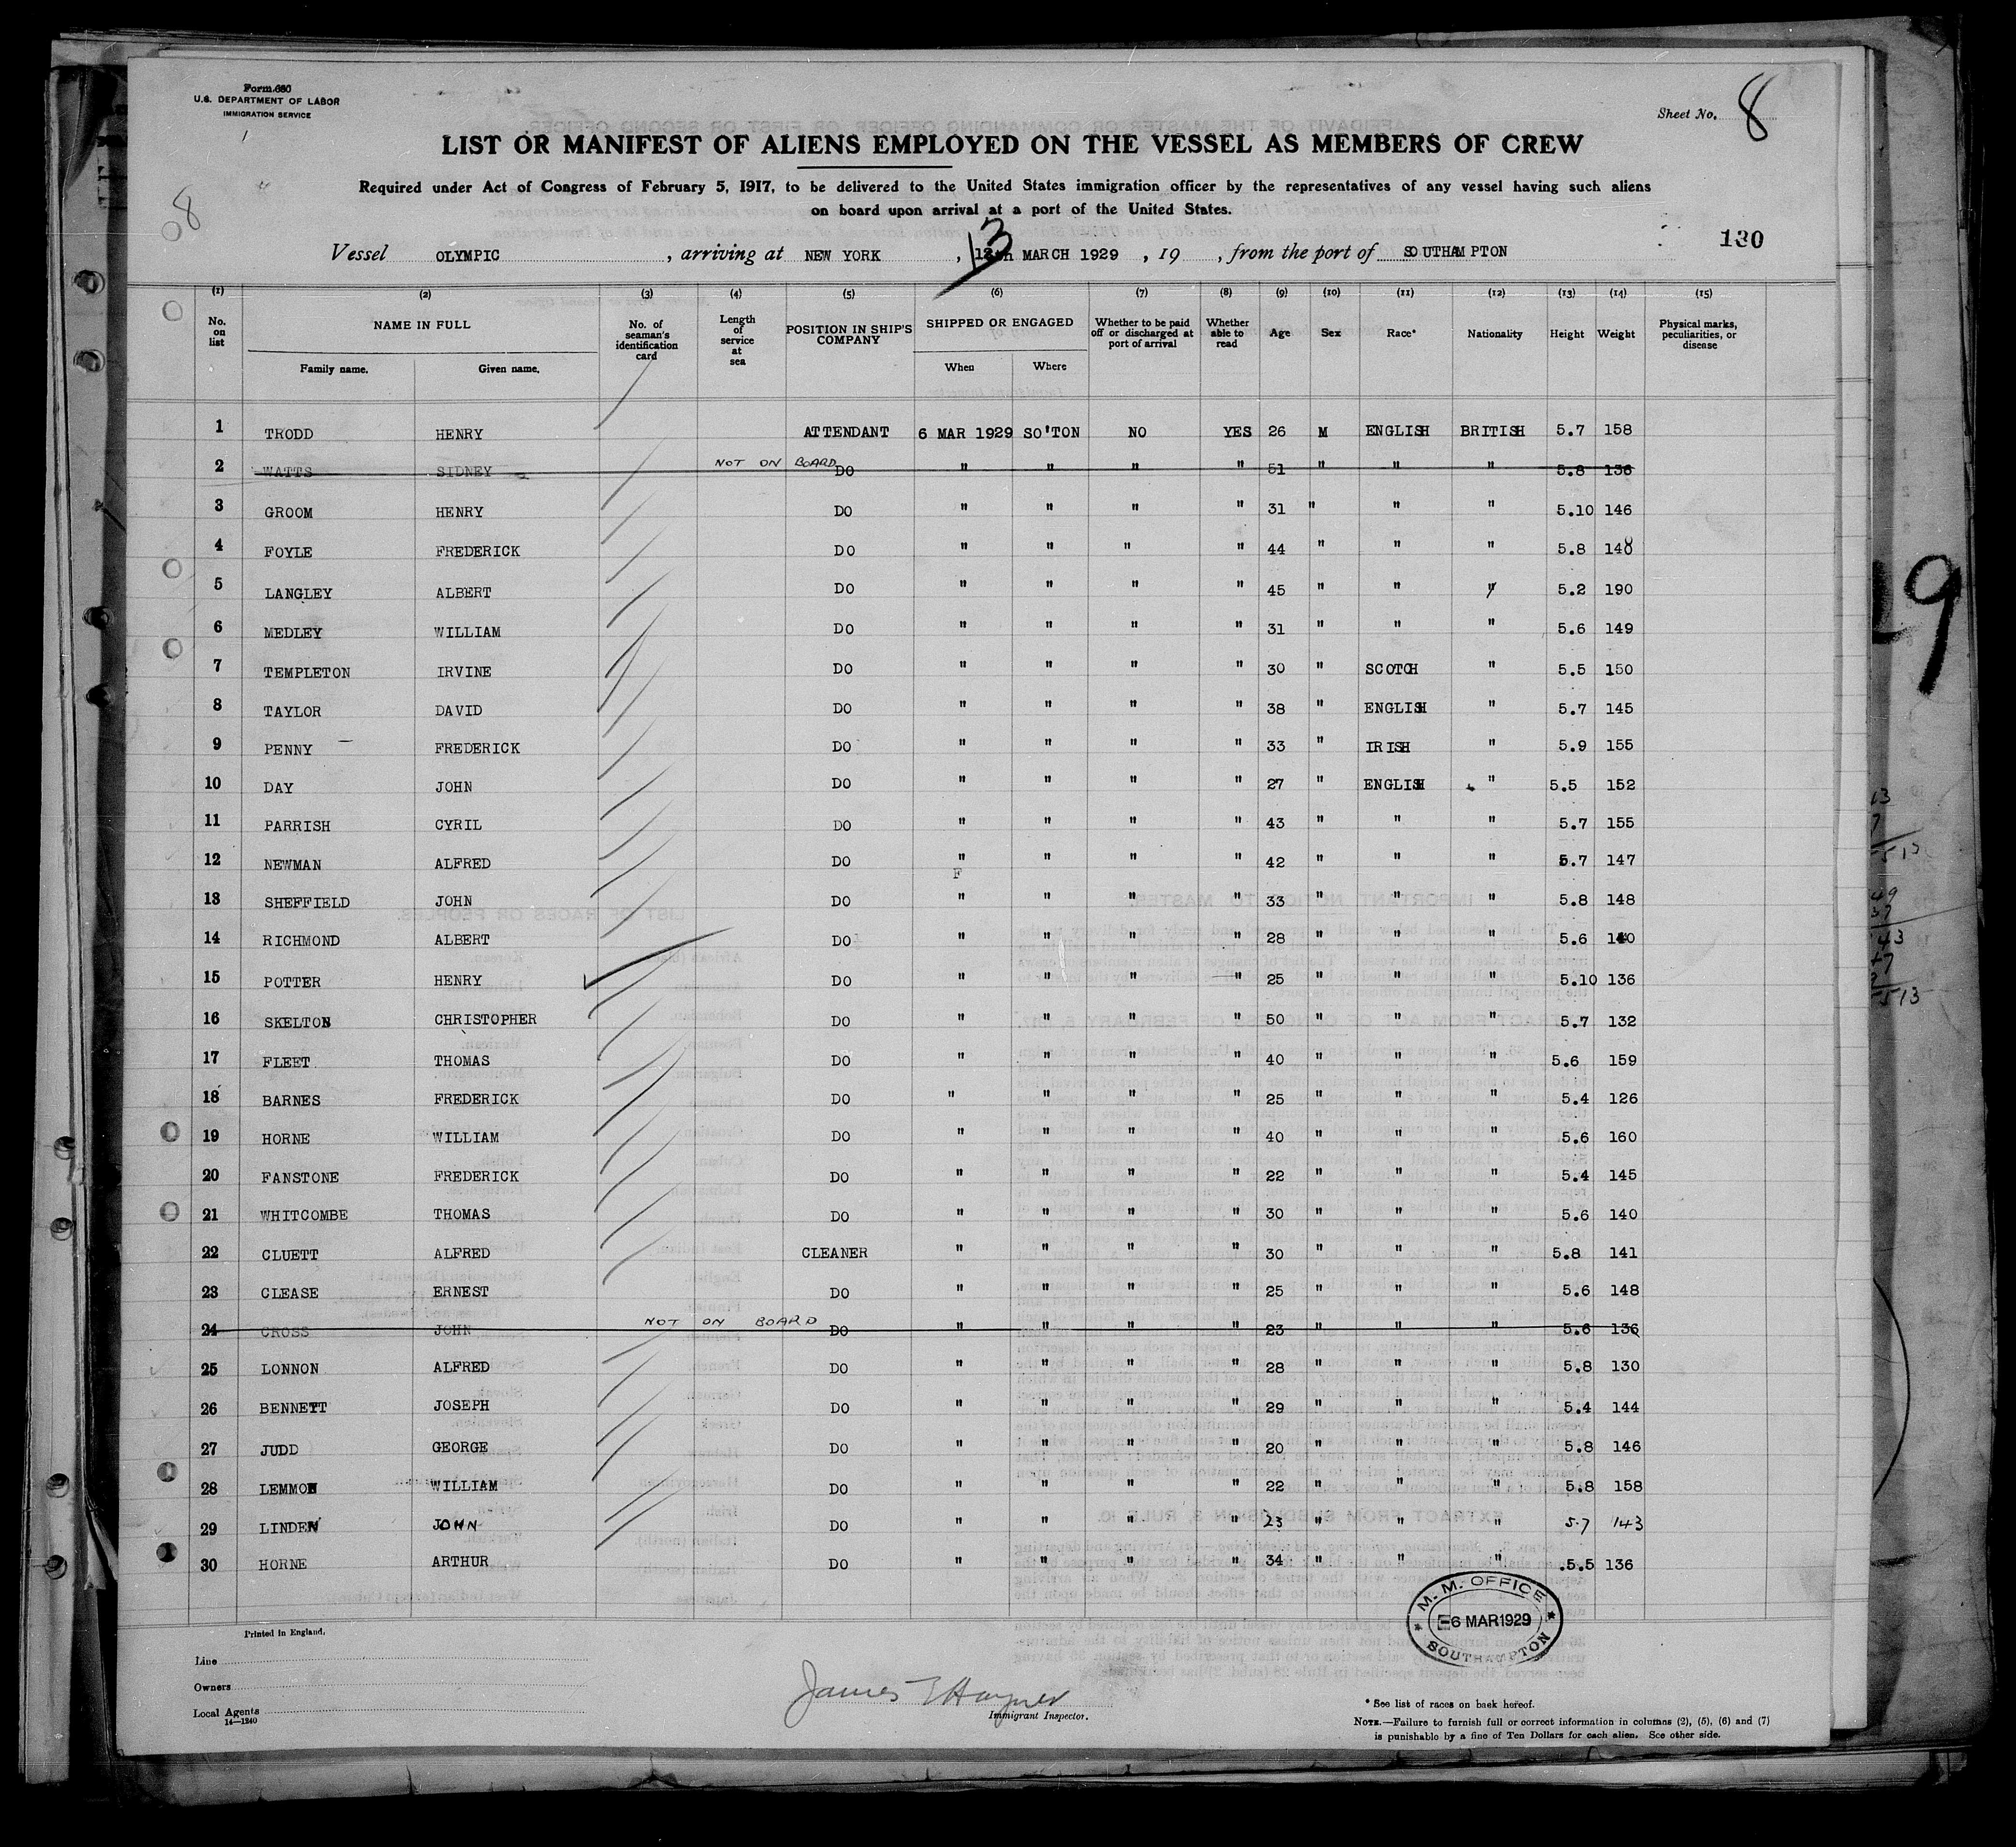 Form 680
U.S. DEPARTMENT OF LABOR
IMMIGRATION SERVICE
Sheet No. 8
LIST OR MANIFEST OF ALIENS EMPLOYED ON THE VESSEL AS MEMBERS OF CREW
Required under Act of Congress of February 5, 1917, to be delivered to the United States immigration officer by the representatives of any vessel having such aliens
on board upon arrival at a port of the United States.
Vessel OLYMPIC, arriving at NEW YORK, 13 MARCH 1929, 19 , from the port of SOUTHAMPTON 130
(1) (2) (3) (4) (5) (6) (7) (8) (9) (10) (11) (12) (13) (14) (15)
No. on list NAME IN FULL Family name. Given name. No. of seaman's identification card Length of service at sea POSITION IN SHIP'S COMPANY SHIPPED OR ENGAGED When Where Whether to be paid off or discharged at port of arrival Whether able to read Age Sex Race* Nationality Height Weight Physical marks, peculiarities, or disease
1 TRODD HENRY ATTENDANT 6 MAR 1929 SO'TON NO YES 26 M ENGLISH BRITISH 5.7 158
2 WATTS SIDNEY NOT ON BOARD DO " " " " 51 " " " 5.8 136
3 GROOM HENRY DO " " " " 31 " " " 5.10 146
4 FOYLE FREDERICK DO " " " " 44 " " " 5.8 148
5 LANGLEY ALBERT DO " " " " 45 " " " 5.2 190
6 MEDLEY WILLIAM DO " " " " 31 " " " 5.6 149
7 TEMPLETON IRVINE DO " " " " 30 " SCOTCH " 5.5 150
8 TAYLOR DAVID DO " " " " 38 " ENGLISH " 5.7 145
9 PENNY FREDERICK DO " " " " 33 " IRISH " 5.9 155
10 DAY JOHN DO " " " " 27 " ENGLISH " 5.5 152
11 PARRISH CYRIL DO " " " " 43 " " " 5.7 155
12 NEWMAN ALFRED DO " " " " 42 " " " 5.7 147
F
13 SHEFFIELD JOHN DO " " " " 33 " " " 5.8 148
14 RICHMOND ALBERT DO " " " " 28 " " " 5.6 140
15 POTTER HENRY DO " " " " 25 " " " 5.10 136
16 SKELTON CHRISTOPHER DO " " " " 50 " " " 5.7 132
17 FLEET THOMAS DO " " " " 40 " " " 5.6 159
18 BARNES FREDERICK DO " " " " 25 " " " 5.4 126
19 HORNE WILLIAM DO " " " " 40 " " " 5.6 160
20 FANSTONE FREDERICK DO " " " " 22 " " " 5.4 145
21 WHITCOMBE THOMAS DO " " " " 30 " " " 5.6 140
22 CLUETT ALFRED CLEANER " " " " 30 " " " 5.8 141
23 CLEASE ERNEST DO " " " " 25 " " " 5.6 148
24 CROSS JOHN NOT ON BOARD DO " " " " 23 " " " 5.6 136
25 LONNON ALFRED DO " " " " 28 " " " 5.8 130
26 BENNETT JOSEPH DO " " " " 29 " " " 5.4 144
27 JUDD GEORGE DO " " " " 20 " " " 5.8 146
28 LEMMON WILLIAM DO " " " " 22 " " " 5.8 158
29 LINDEN JOHN DO " " " " 23 " " " 5.7 143
30 HORNE ARTHUR DO " " " " 34 " " " 5.5 136
M. M. OFFICE
6 MAR 1929
SOUTHAMPTON
Printed in England.
Line
Owners
Local Agents
14—1240
James
Immigrant Inspector.
* See list of races on back hereof.
NOTE.—Failure to furnish full or correct information in columns (2), (5), (6) and (7)
is punishable by a fine of Ten Dollars for each alien. See other side.